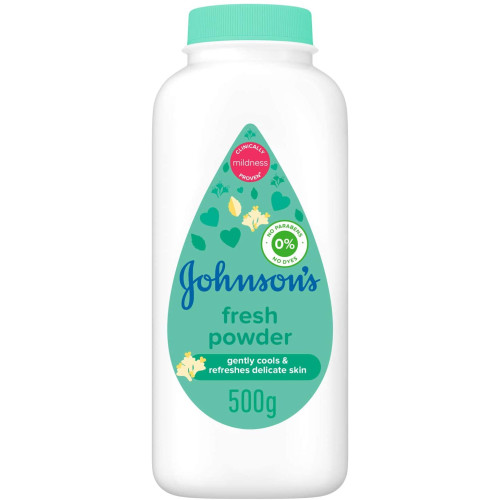 CLINICALLY
mildness
PROVEN*
NO PARABENS
0%
NO DYES
Johnson's
fresh
powder
gently cools &
refreshes delicate skin
500g